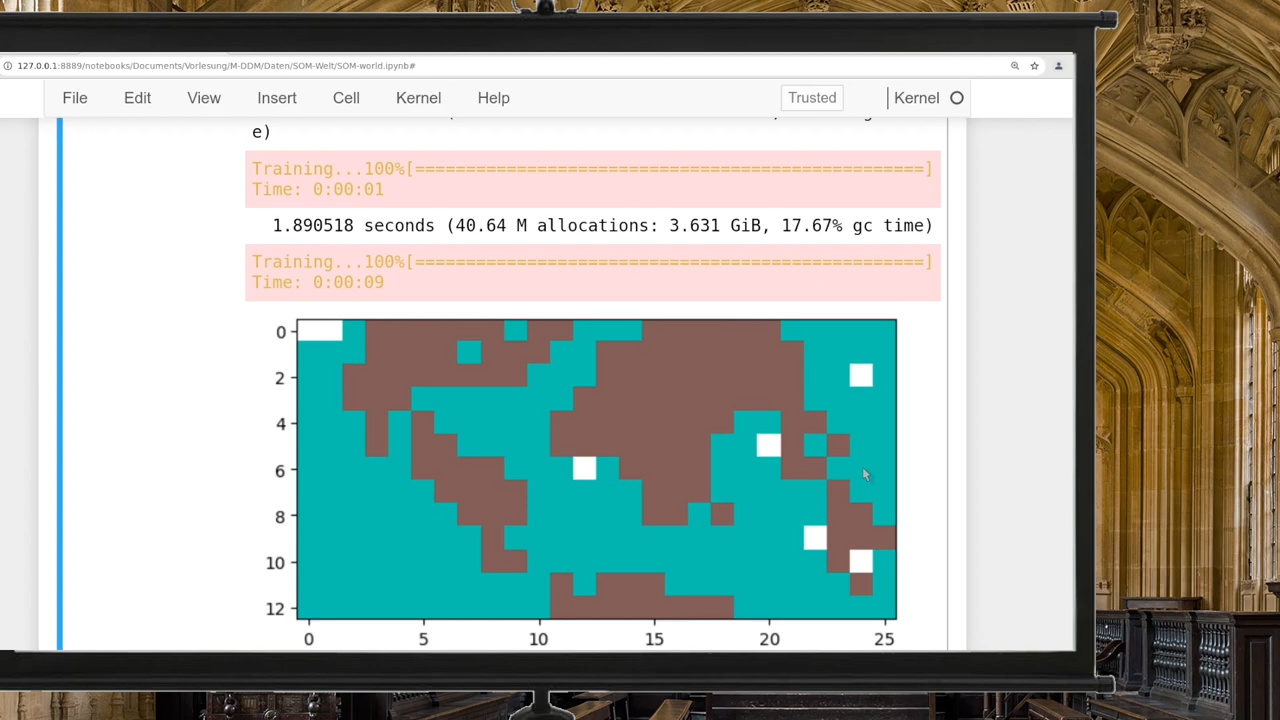 127.0.0.1:8889/notebooks/Documents/Vorlesung/M-DDM/Daten/SOM-Welt/SOM-world.ipynb#
File Edit View Insert Cell Kernel Help Trusted Kernel
e)
Training...100%[==================================================]
Time: 0:00:01
1.890518 seconds (40.64 M allocations: 3.631 GiB, 17.67% gc time)
Training...100%[==================================================]
Time: 0:00:09
0
2
4
6
8
10
12
0 5 10 15 20 25